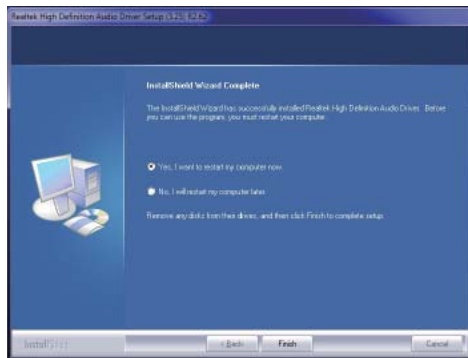 Realtek High Definition Audio Driver Setup (3.25) R2.62
InstallShield Wizard Complete
The InstallShield Wizard has successfully installed Realtek High Definition Audio Driver. Before
you can use the program, you must restart your computer.
Yes, I want to restart my computer now.
No, I will restart my computer later.
Remove any disks from their drives, and then click Finish to complete setup.
InstallShield
< Back
Finish
Cancel